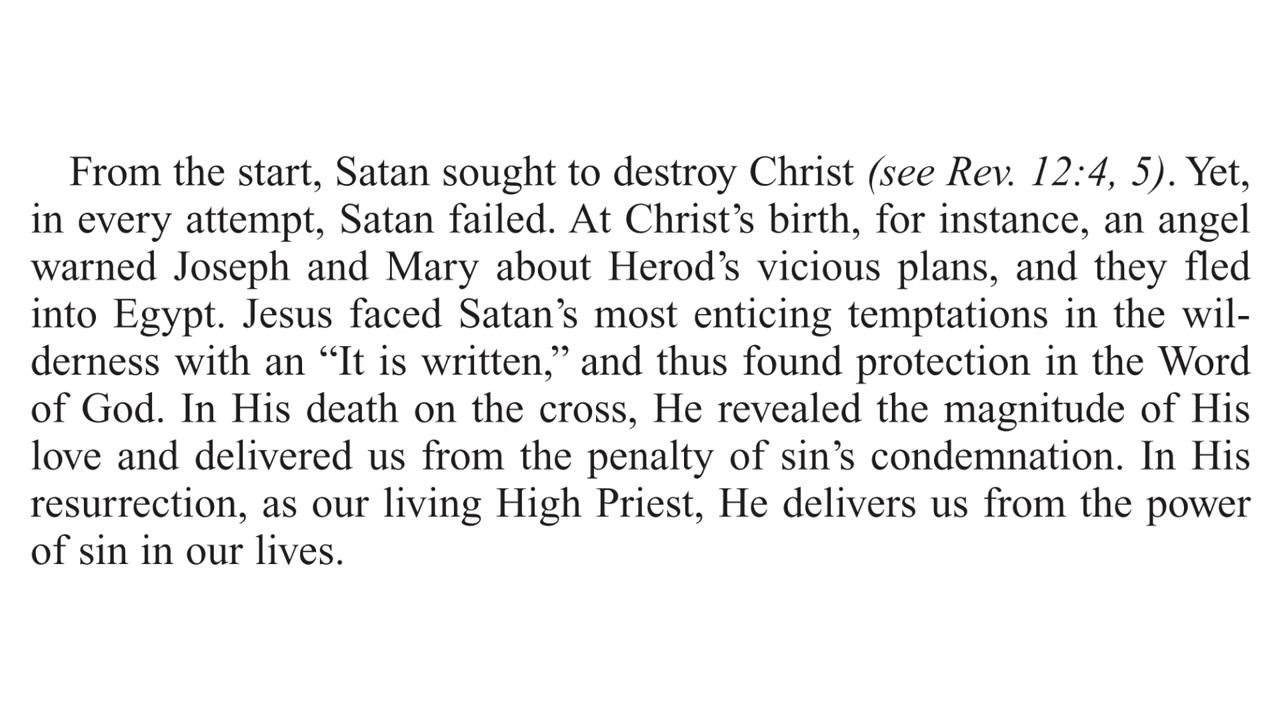 From the start, Satan sought to destroy Christ (see Rev. 12:4, 5). Yet,
in every attempt, Satan failed. At Christ’s birth, for instance, an angel
warned Joseph and Mary about Herod’s vicious plans, and they fled
into Egypt. Jesus faced Satan’s most enticing temptations in the wil-
derness with an “It is written,” and thus found protection in the Word
of God. In His death on the cross, He revealed the magnitude of His
love and delivered us from the penalty of sin’s condemnation. In His
resurrection, as our living High Priest, He delivers us from the power
of sin in our lives.